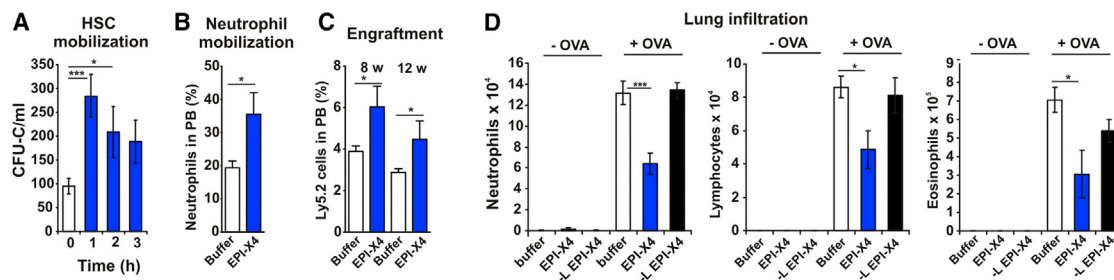 A
HSC
mobilization
CFU-C/ml
350
300
250
200
150
100
50
0
***
*
0 1 2 3
Time (h)
B
Neutrophil
mobilization
Neutrophils in PB (%)
50
40
30
20
10
0
*
Buffer
EPI-X4
C
Engraftment
Ly5.2 cells in PB (%)
8
6
4
2
0
8 w 12 w
*
*
Buffer
EPI-X4
Buffer
EPI-X4
D
Lung infiltration
- OVA + OVA
Neutrophils x 10⁴
16
14
12
10
8
6
4
2
0
***
buffer
EPI-X4
-L EPI-X4
buffer
EPI-X4
-L EPI-X4
- OVA + OVA
Lymphocytes x 10⁴
10
8
6
4
2
0
*
Buffer
EPI-X4
-L EPI-X4
Buffer
EPI-X4
-L EPI-X4
- OVA + OVA
Eosinophils x 10⁵
10
8
6
4
2
0
*
Buffer
EPI-X4
-L EPI-X4
Buffer
EPI-X4
-L EPI-X4